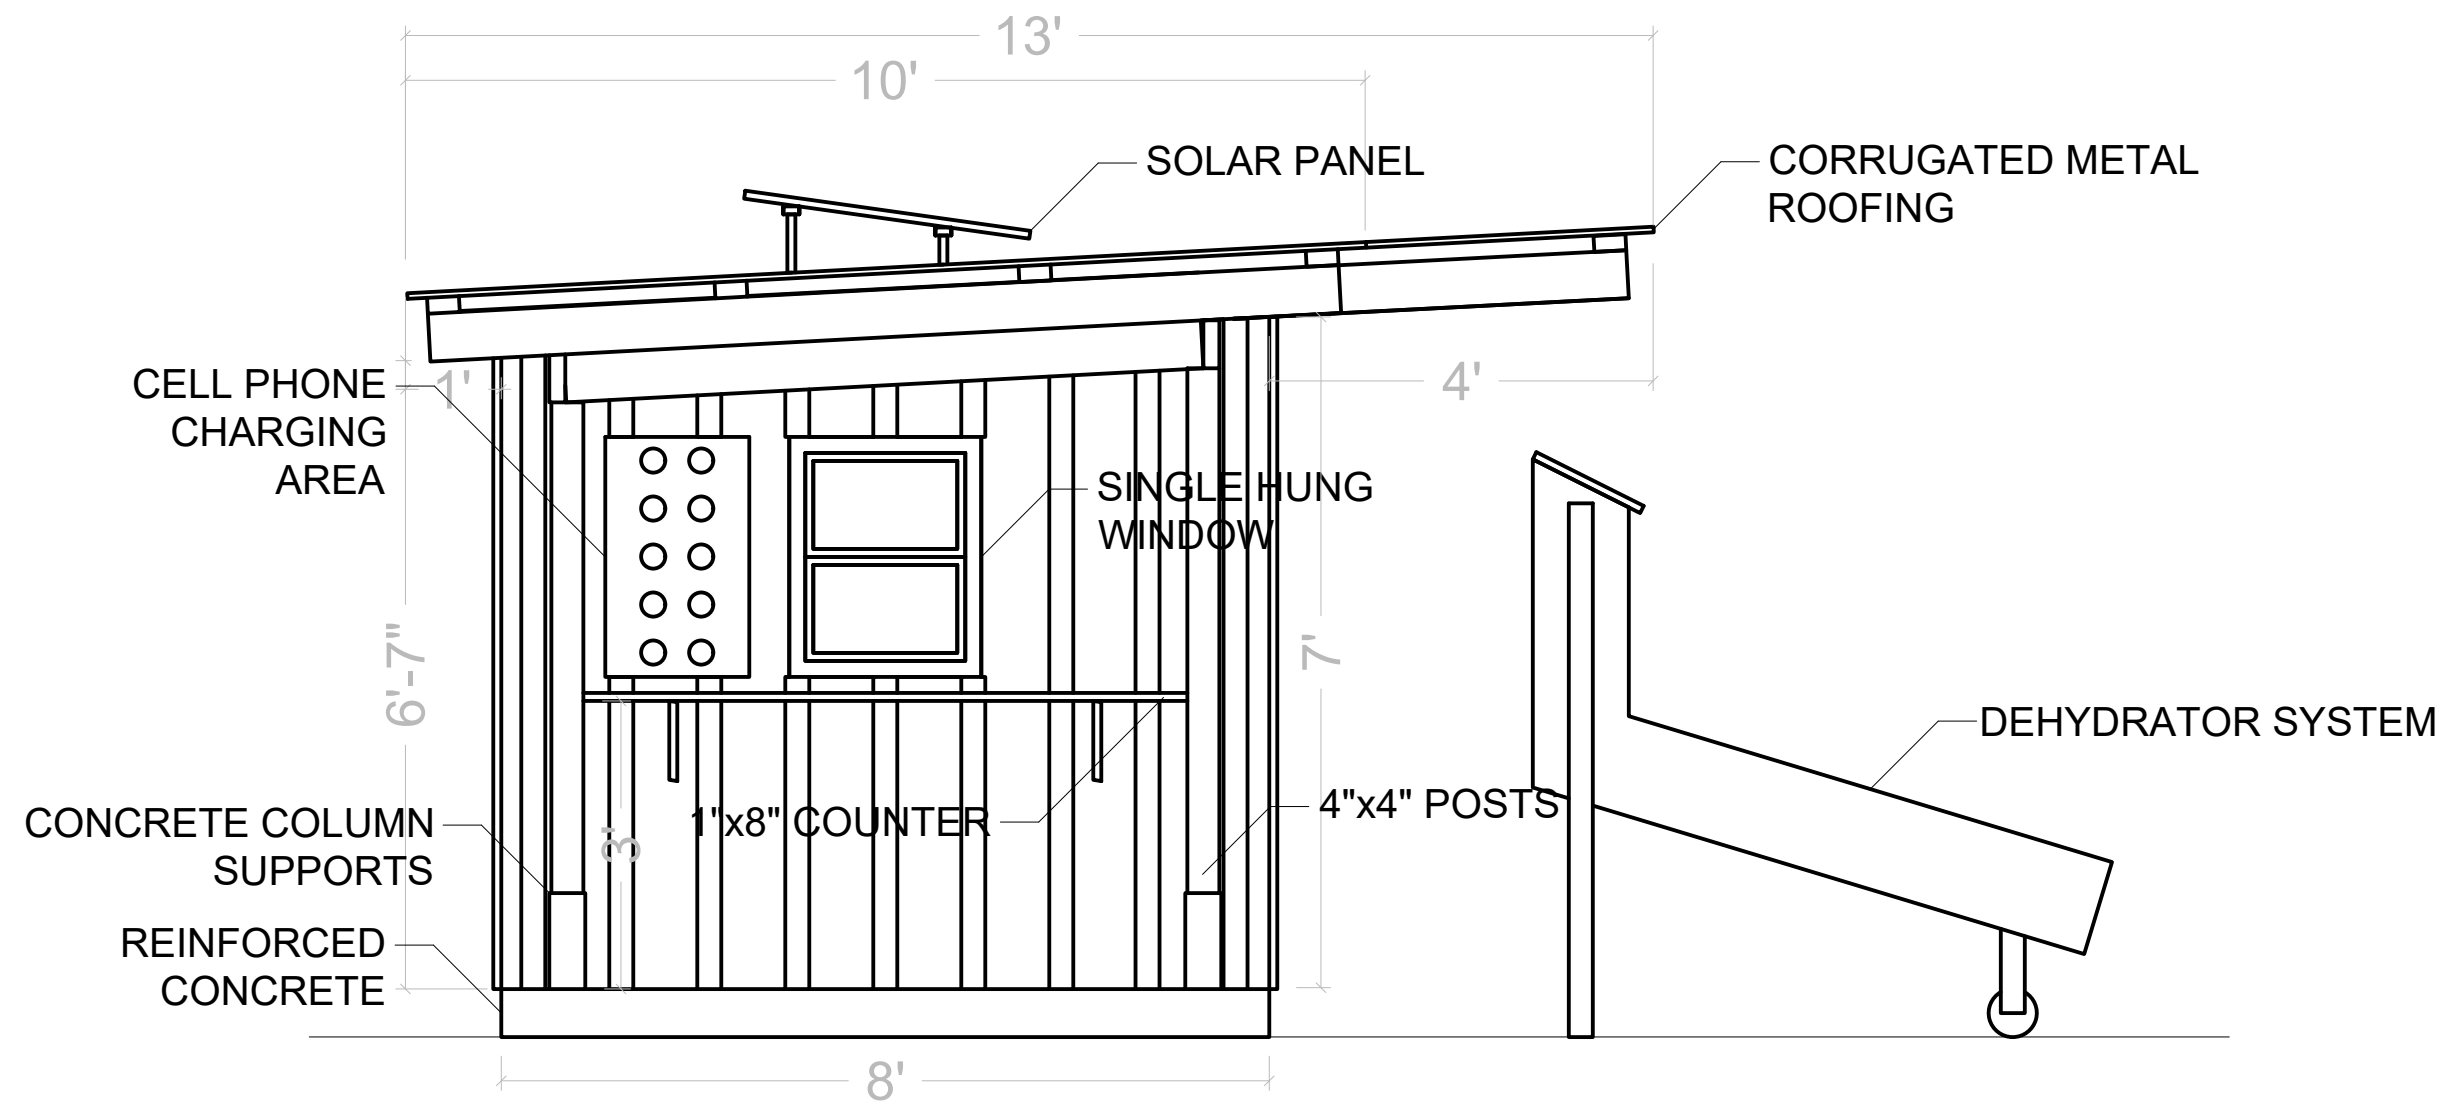 13'
10'
SOLAR PANEL
CORRUGATED METAL
ROOFING
CELL PHONE
CHARGING
AREA
1'
4'
SINGLE HUNG
WINDOW
6'-7"
7'
DEHYDRATOR SYSTEM
CONCRETE COLUMN
SUPPORTS
3'
1"x8" COUNTER
4"x4" POSTS
REINFORCED
CONCRETE
8'